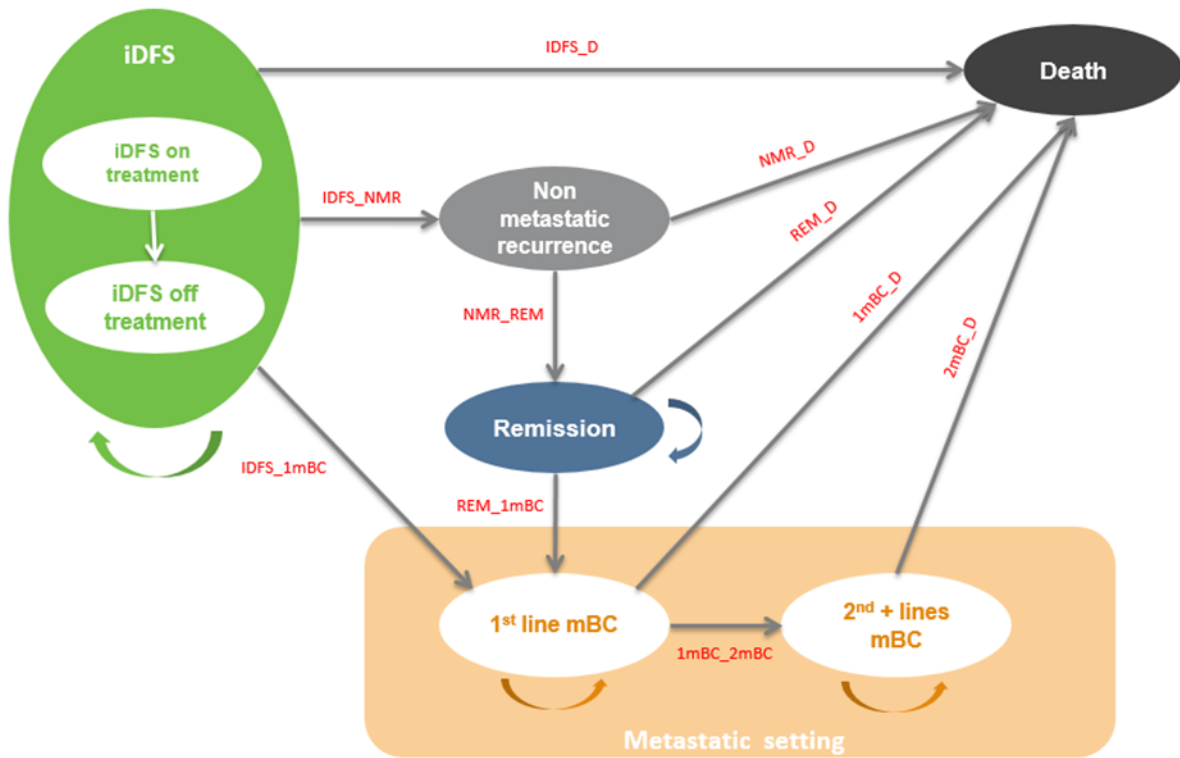 iDFS
IDFS_D
Death
iDFS on
treatment
NMR_D
IDFS_NMR
Non
metastatic
recurrence
REM_D
iDFS off
treatment
NMR_REM
1mBC_D
2mBC_D
Remission
IDFS_1mBC
REM_1mBC
1st line mBC
2nd + lines
mBC
1mBC_2mBC
Metastatic setting